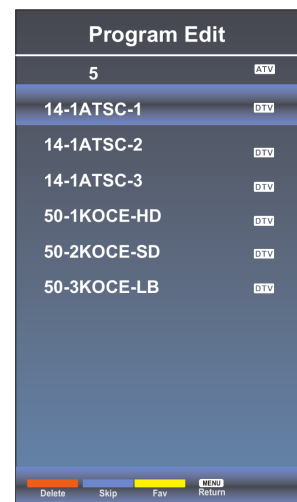 Program Edit
5 ATV
14-1ATSC-1 DTV
14-1ATSC-2 DTV
14-1ATSC-3 DTV
50-1KOCE-HD DTV
50-2KOCE-SD DTV
50-3KOCE-LB DTV
MENU
Delete Skip Fav Return